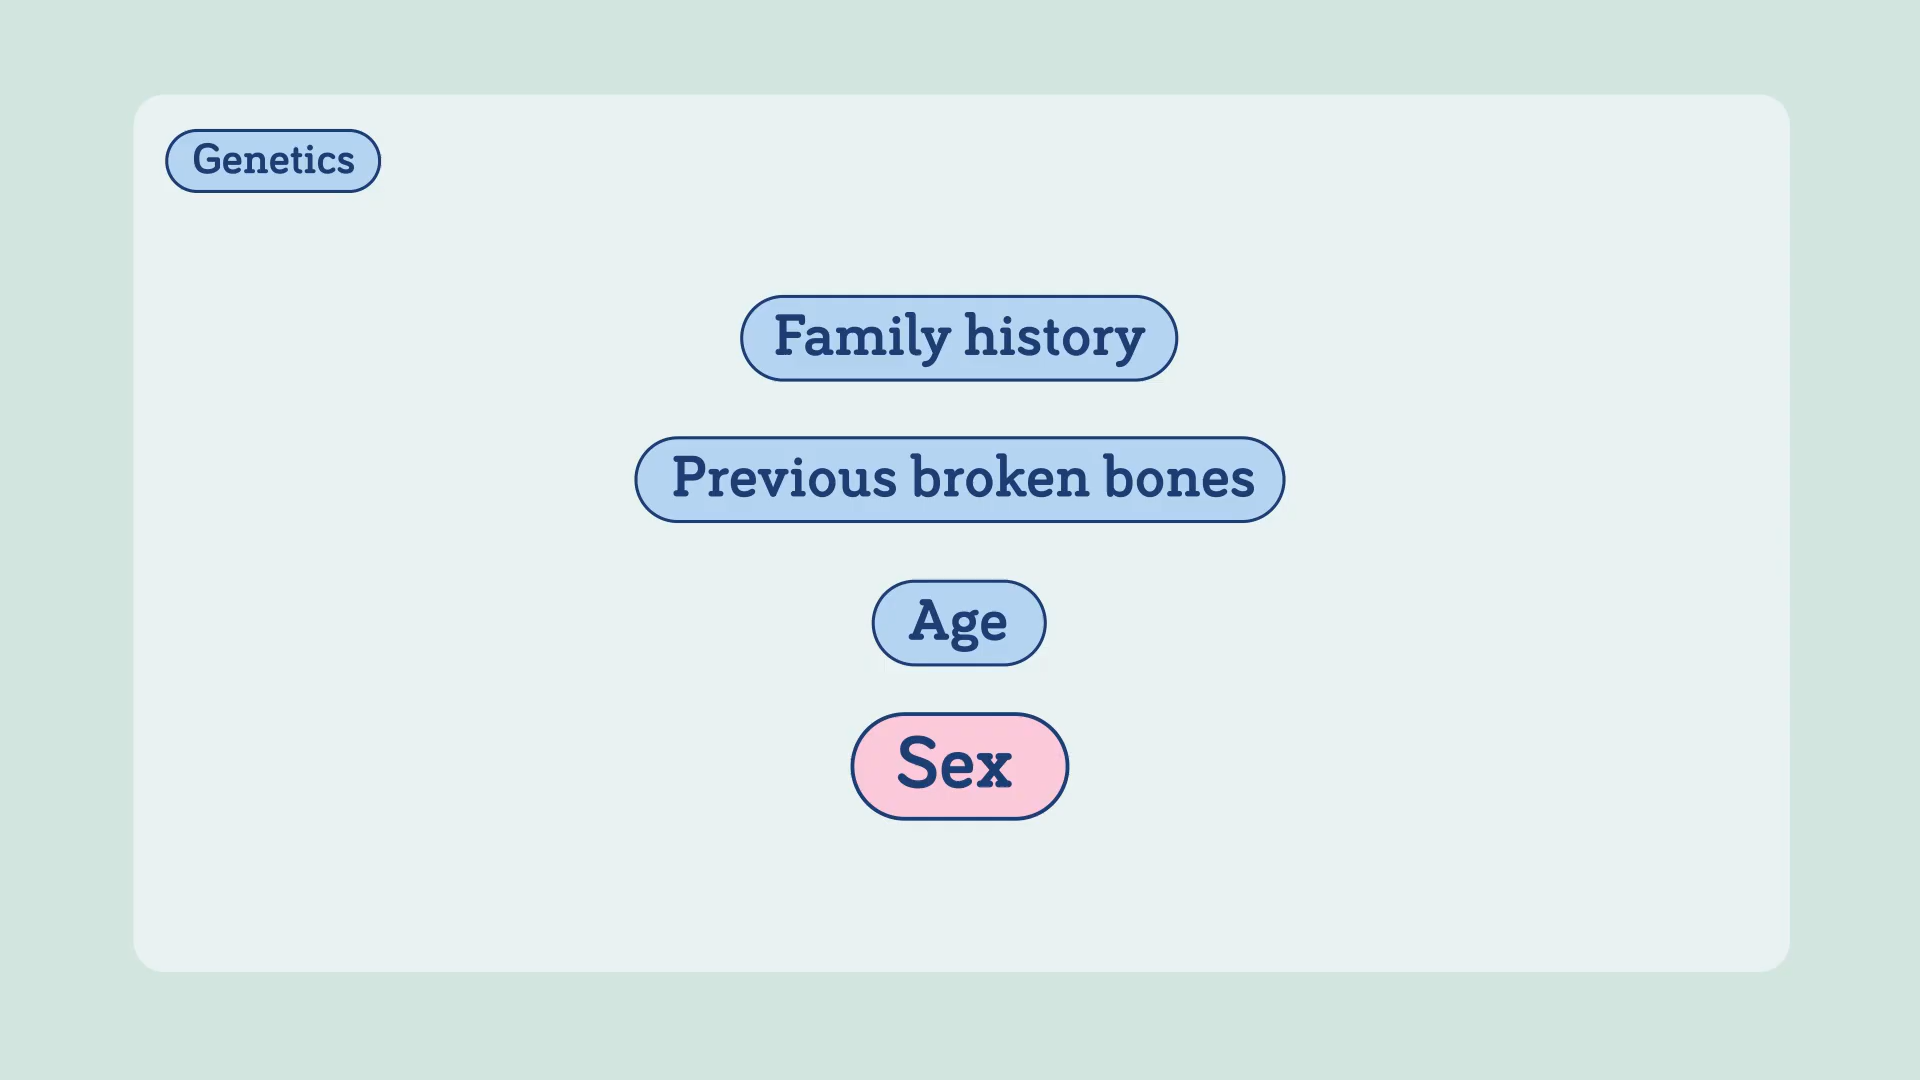 Genetics
Family history
Previous broken bones
Age
Sex